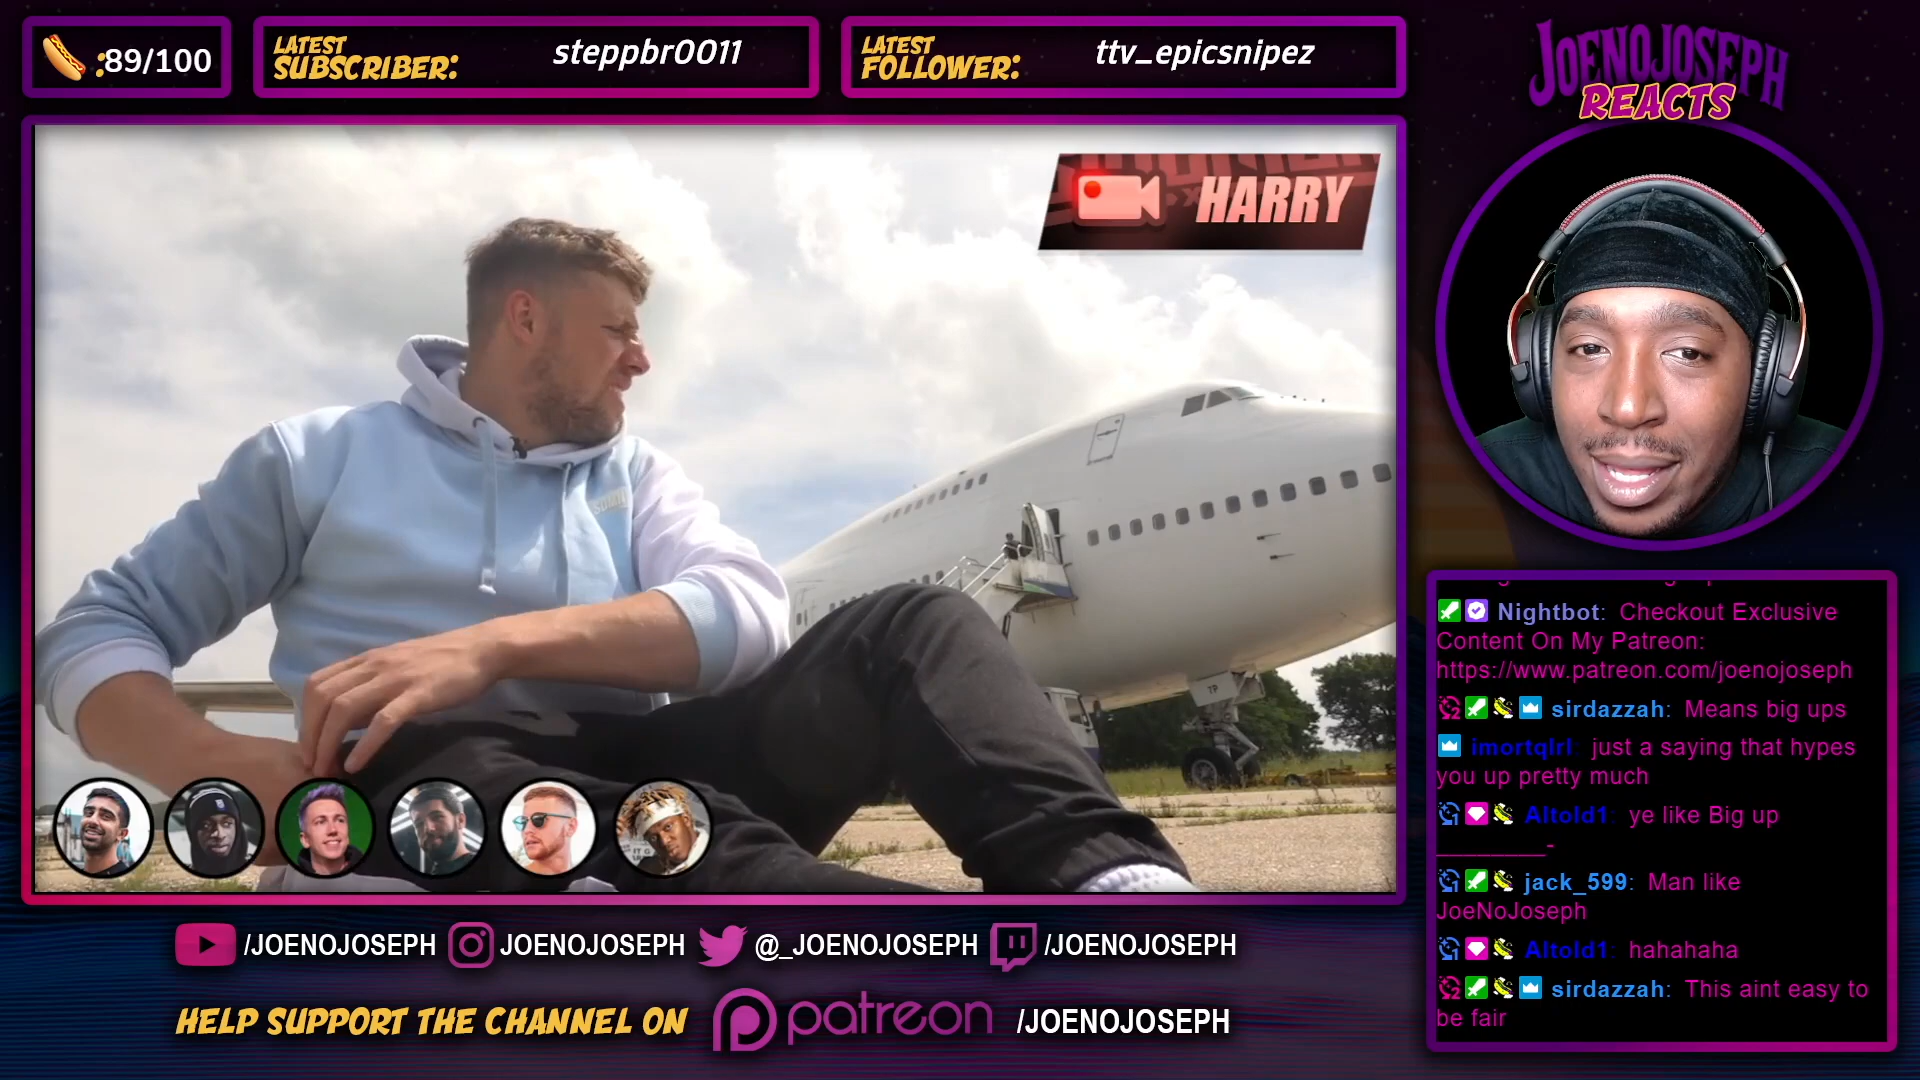 :89/100
LATEST
SUBSCRIBER:
steppbr0011
LATEST
FOLLOWER:
ttv_epicsnipez
JOENOJOSEPH
REACTS
HARRY
TP
Nightbot: Checkout Exclusive
Content On My Patreon:
https://www.patreon.com/joenojoseph
sirdazzah: Means big ups
just a saying that hypes
you up pretty much
ye like Big up
________-
jack_599: Man like
JoeNoJoseph
hahahaha
sirdazzah: This aint easy to
be fair
/JOENOJOSEPH
JOENOJOSEPH
@_JOENOJOSEPH
/JOENOJOSEPH
HELP SUPPORT THE CHANNEL ON
patreon
/JOENOJOSEPH